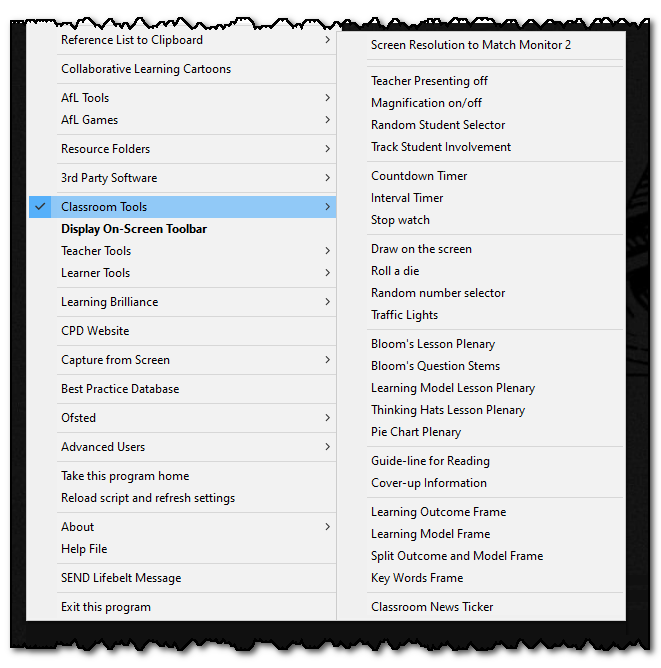 Reference List to Clipboard
Collaborative Learning Cartoons
AfL Tools
AfL Games
Resource Folders
3rd Party Software
Classroom Tools
Display On-Screen Toolbar
Teacher Tools
Learner Tools
Learning Brilliance
CPD Website
Capture from Screen
Best Practice Database
Ofsted
Advanced Users
Take this program home
Reload script and refresh settings
About
Help File
SEND Lifebelt Message
Exit this program
Screen Resolution to Match Monitor 2
Teacher Presenting off
Magnification on/off
Random Student Selector
Track Student Involvement
Countdown Timer
Interval Timer
Stop watch
Draw on the screen
Roll a die
Random number selector
Traffic Lights
Bloom's Lesson Plenary
Bloom's Question Stems
Learning Model Lesson Plenary
Thinking Hats Lesson Plenary
Pie Chart Plenary
Guide-line for Reading
Cover-up Information
Learning Outcome Frame
Learning Model Frame
Split Outcome and Model Frame
Key Words Frame
Classroom News Ticker